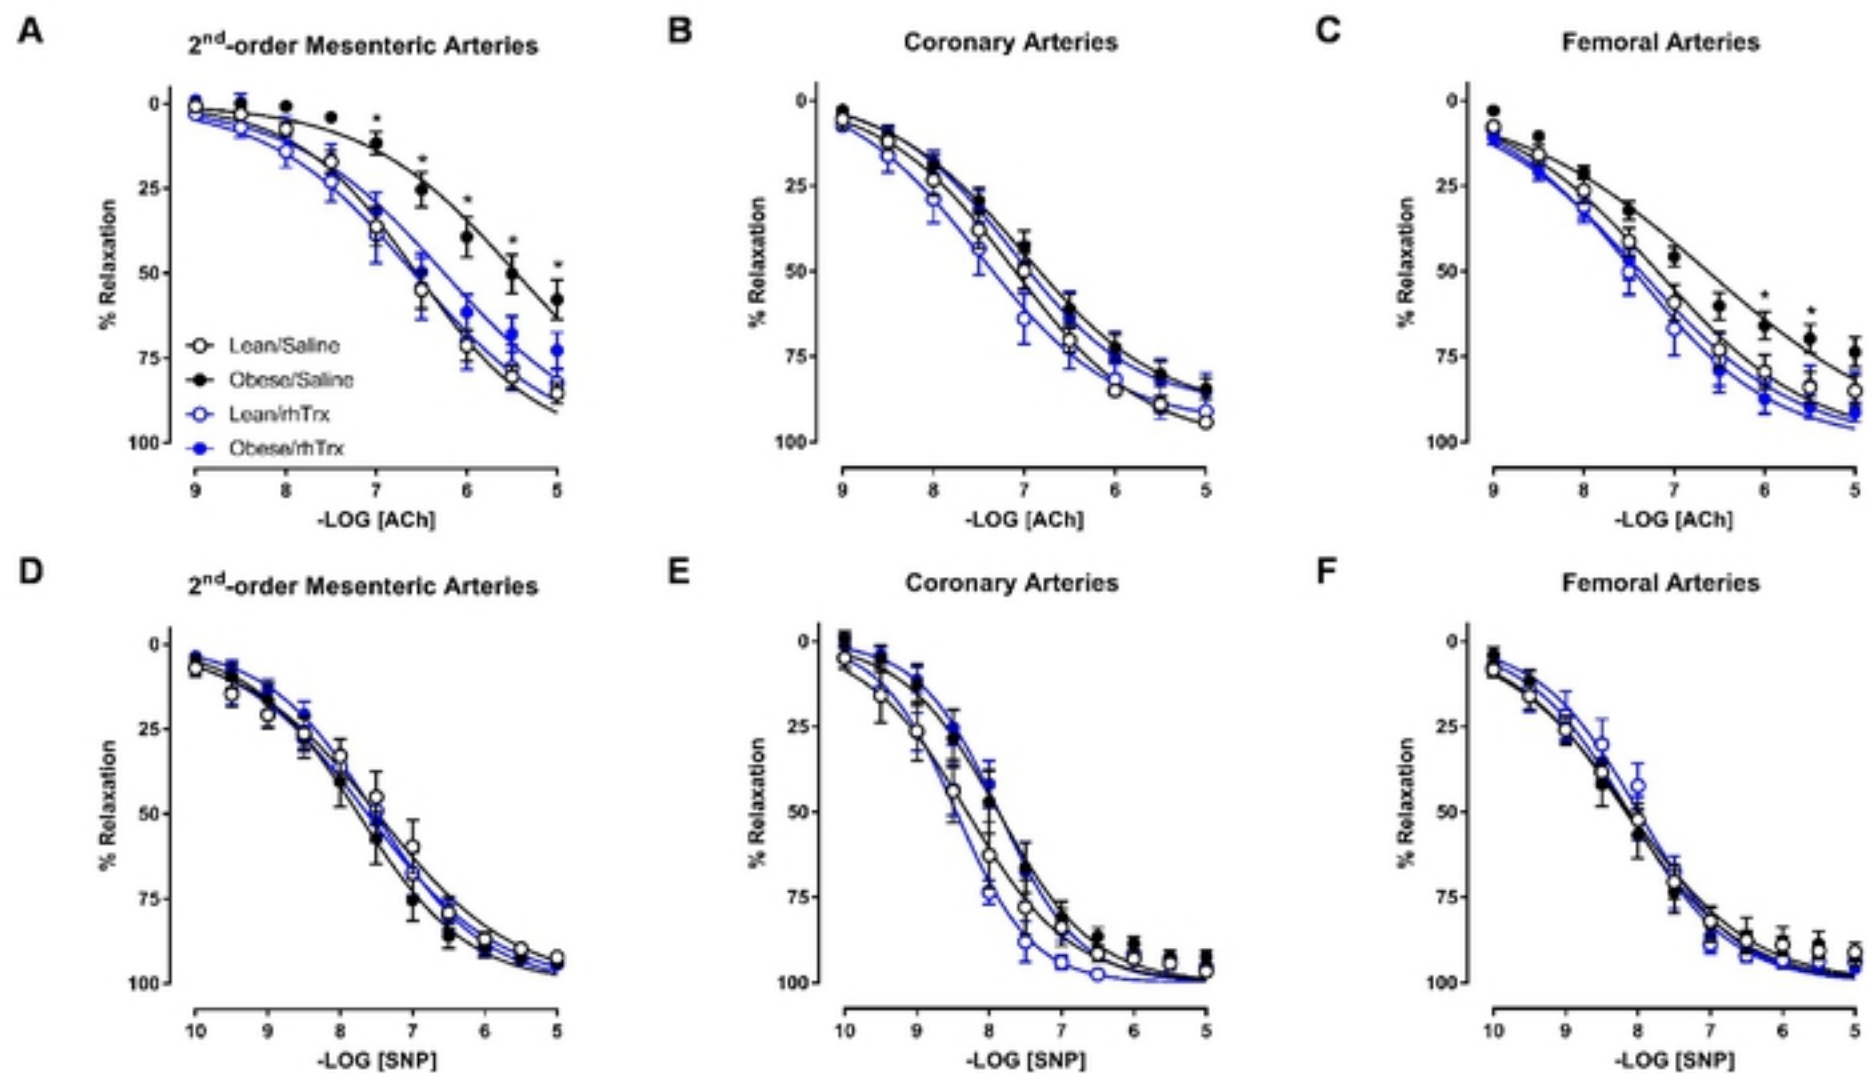 A
2nd-order Mesenteric Arteries
0
25
50
75
100
% Relaxation
*
*
*
*
*
Lean/Saline
Obese/Saline
Lean/rhTrx
Obese/rhTrx
9 8 7 6 5
-LOG [ACh]
B
Coronary Arteries
0
25
50
75
100
% Relaxation
9 8 7 6 5
-LOG [ACh]
C
Femoral Arteries
0
25
50
75
100
% Relaxation
*
*
9 8 7 6 5
-LOG [ACh]
D
2nd-order Mesenteric Arteries
0
25
50
75
100
% Relaxation
10 9 8 7 6 5
-LOG [SNP]
E
Coronary Arteries
0
25
50
75
100
% Relaxation
10 9 8 7 6 5
-LOG [SNP]
F
Femoral Arteries
0
25
50
75
100
% Relaxation
10 9 8 7 6 5
-LOG [SNP]